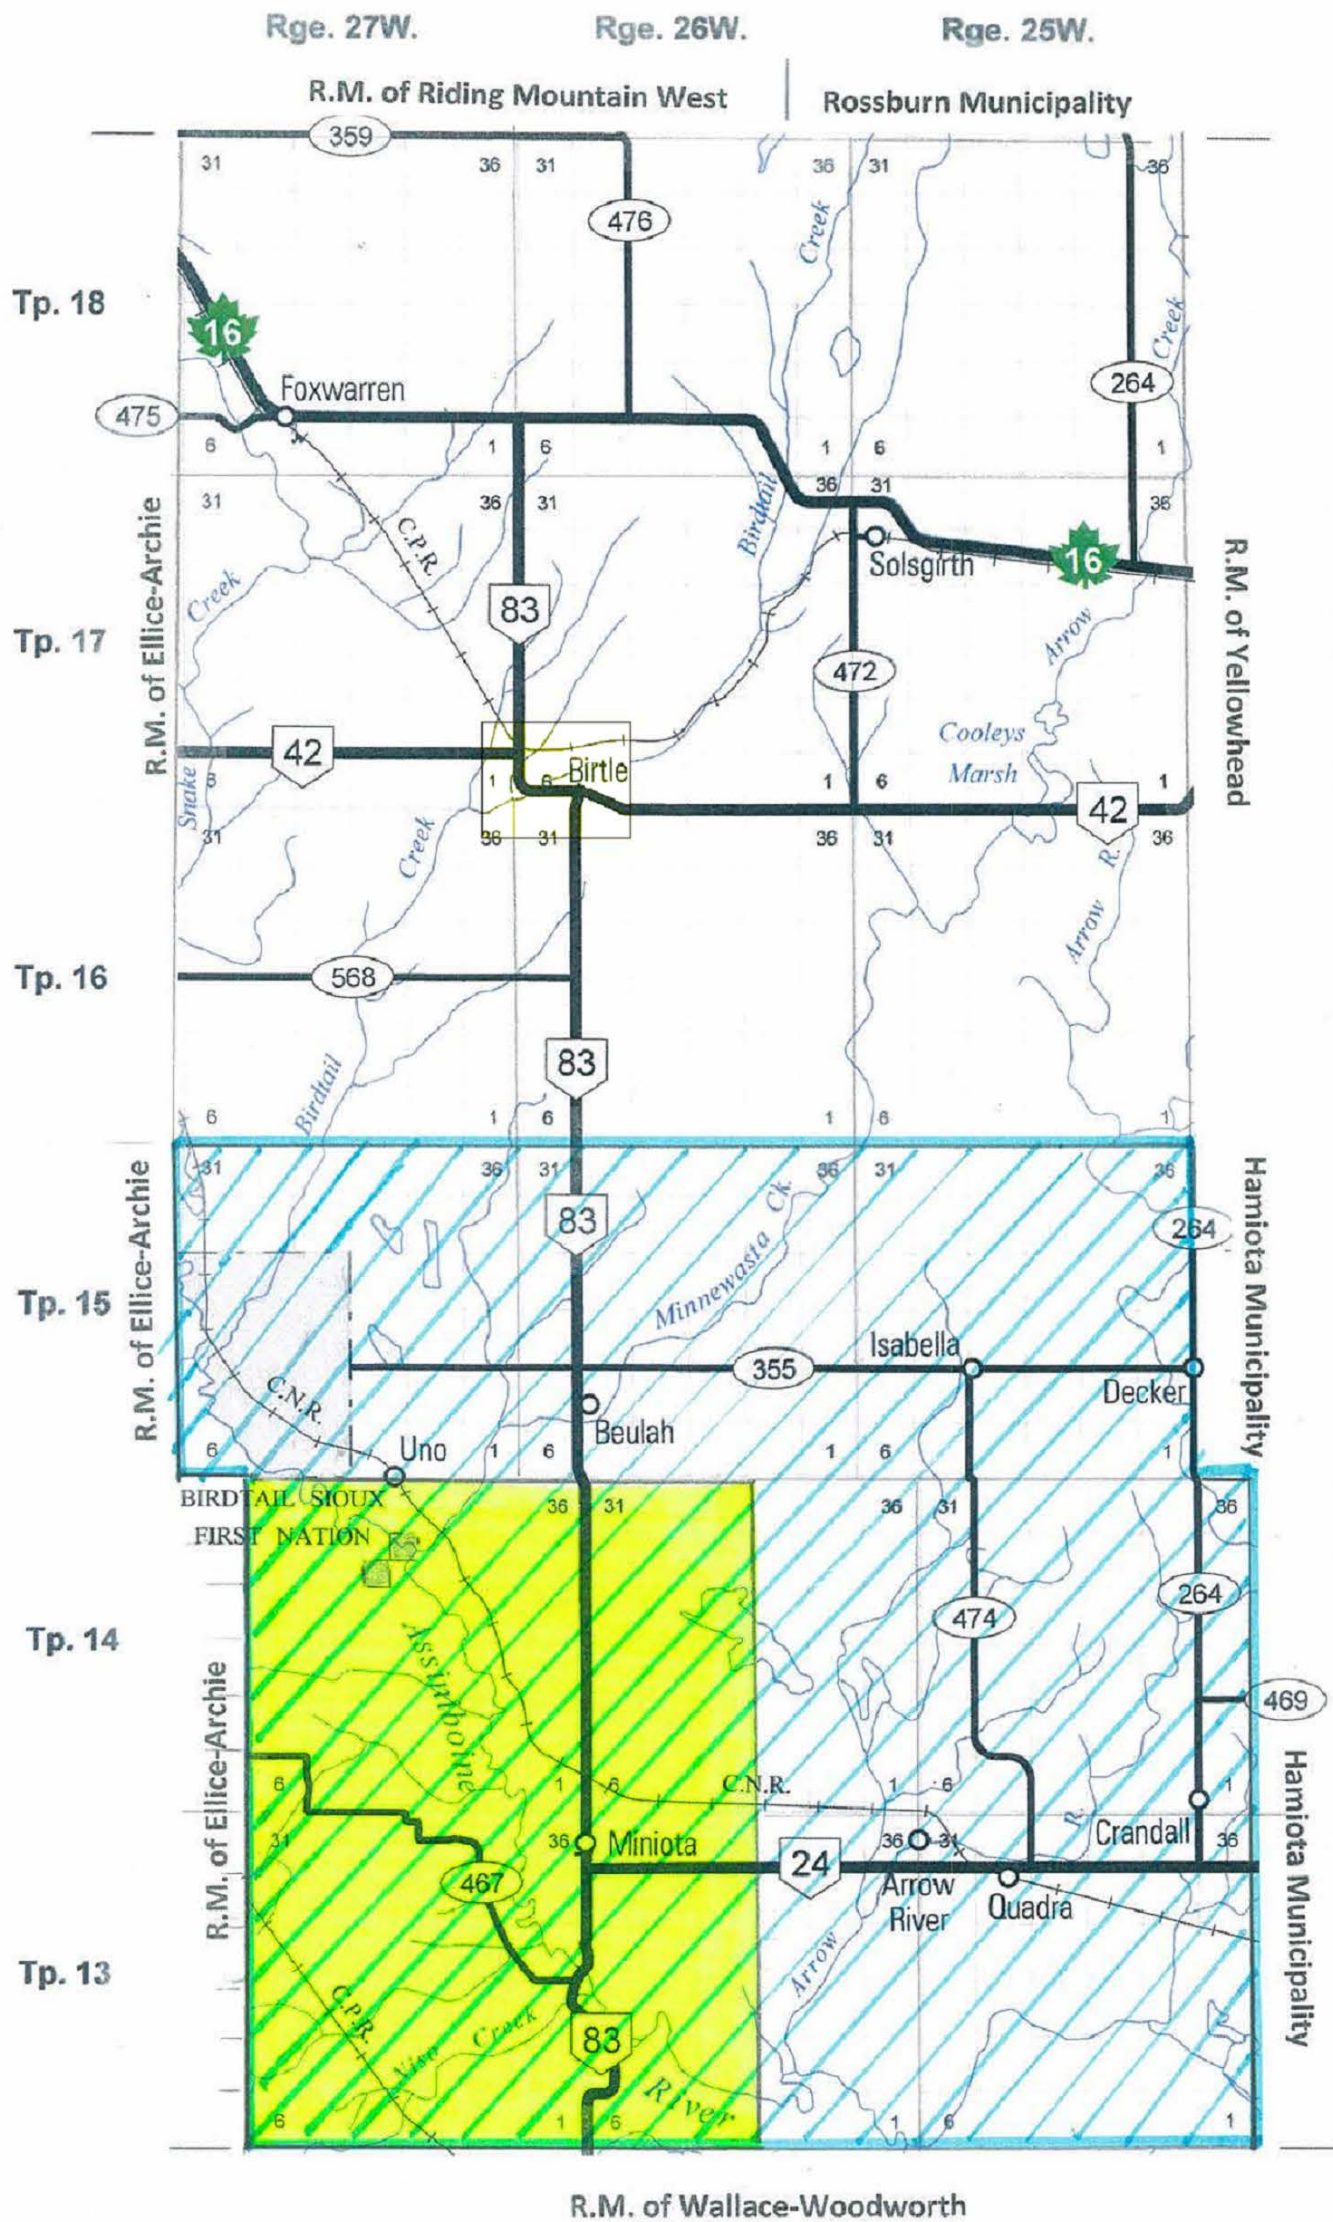 Rge. 27W. Rge. 26W. Rge. 25W.
R.M. of Riding Mountain West Rossburn Municipality
359
31 36 31 36 31 36
476
Creek
Tp. 18
16
Creek
Foxwarren
264
475
6 1 6 1 6 1
31 36 31 36 31 36
Birdtail
C.P.R.
Solsgirth
16
R.M. of Ellice-Archie
R.M. of Yellowhead
Creek
83
Arrow
Tp. 17
472
42
Cooleys
Marsh
Snake
6 1 6 Birtle 1 6 1
42
31 36 31 36 31 36
Creek
R.
Arrow
Tp. 16
568
83
Birdtail
6 1 6 1 6 1
31 36 31 36 31 36
R.M. of Ellice-Archie
Hamiota Municipality
83
264
Minnewasta Ck.
Tp. 15
Isabella
355
Decker
C.N.R.
Beulah
Uno
6 1 6 1 6 1
BIRDTAIL SIOUX
FIRST NATION
36 31 36 31 36
264
474
Tp. 14
Assiniboine
R.M. of Ellice-Archie
469
Hamiota Municipality
6 1 6 C.N.R. 1 6 1
R.
31 36 Miniota 36 31 Crandall 36
24
467
Arrow
River
Quadra
Arrow
Tp. 13
C.P.R.
Niso Creek
83
River
6 1 6 1 6 1
R.M. of Wallace-Woodworth